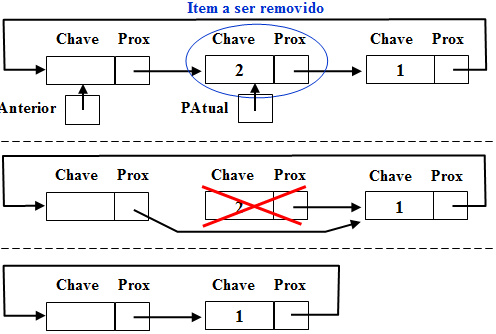 Item a ser removido
Chave Prox Chave Prox Chave Prox
2 1
Anterior PAtual
Chave Prox Chave Prox Chave Prox
2 1
Chave Prox Chave Prox
1